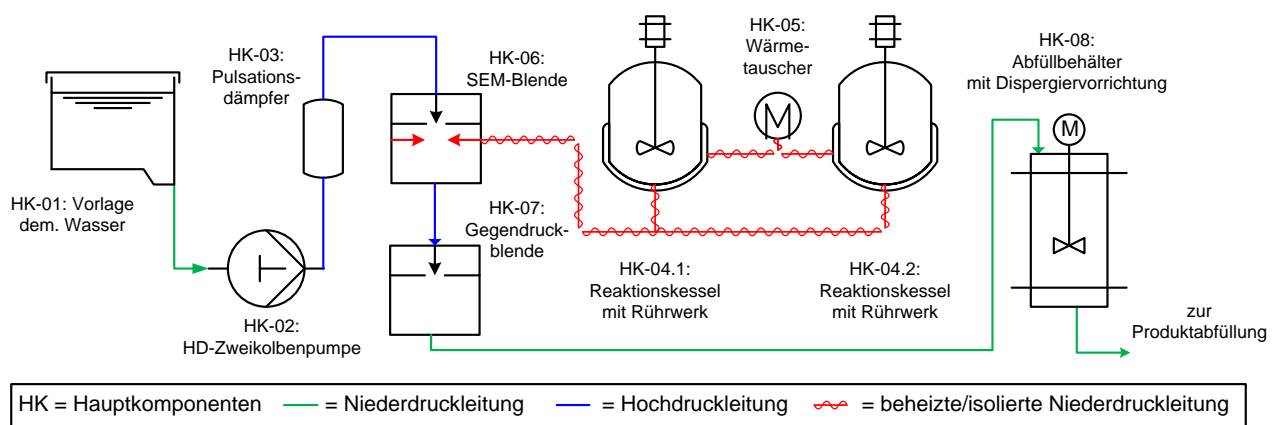 HK-03:
Pulsations-
dämpfer
HK-06:
SEM-Blende
HK-05:
Wärme-
tauscher
M
HK-08:
Abfüllbehälter
mit Dispergiervorrichtung
M
HK-01: Vorlage
dem. Wasser
HK-07:
Gegendruck-
blende
HK-02:
HD-Zweikolbenpumpe
HK-04.1:
Reaktionskessel
mit Rührwerk
HK-04.2:
Reaktionskessel
mit Rührwerk
zur
Produktabfüllung
HK = Hauptkomponenten = Niederdruckleitung = Hochdruckleitung = beheizte/isolierte Niederdruckleitung